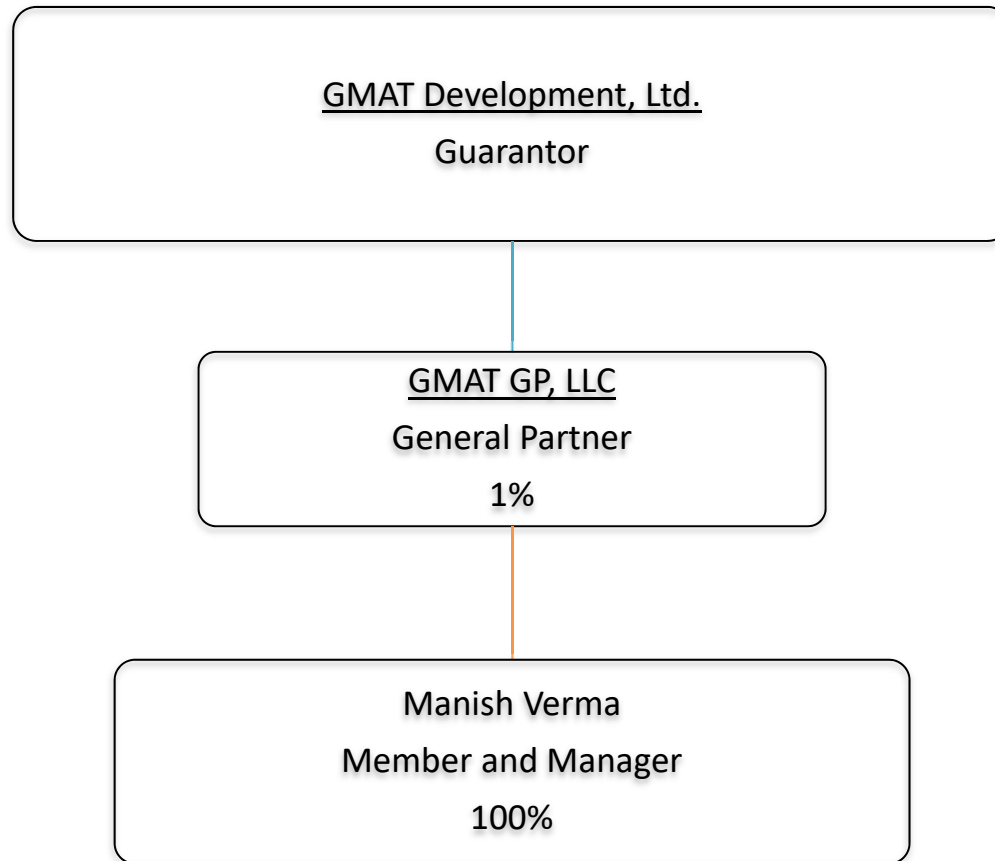 GMAT Development, Ltd.
Guarantor
GMAT GP, LLC
General Partner
1%
Manish Verma
Member and Manager
100%